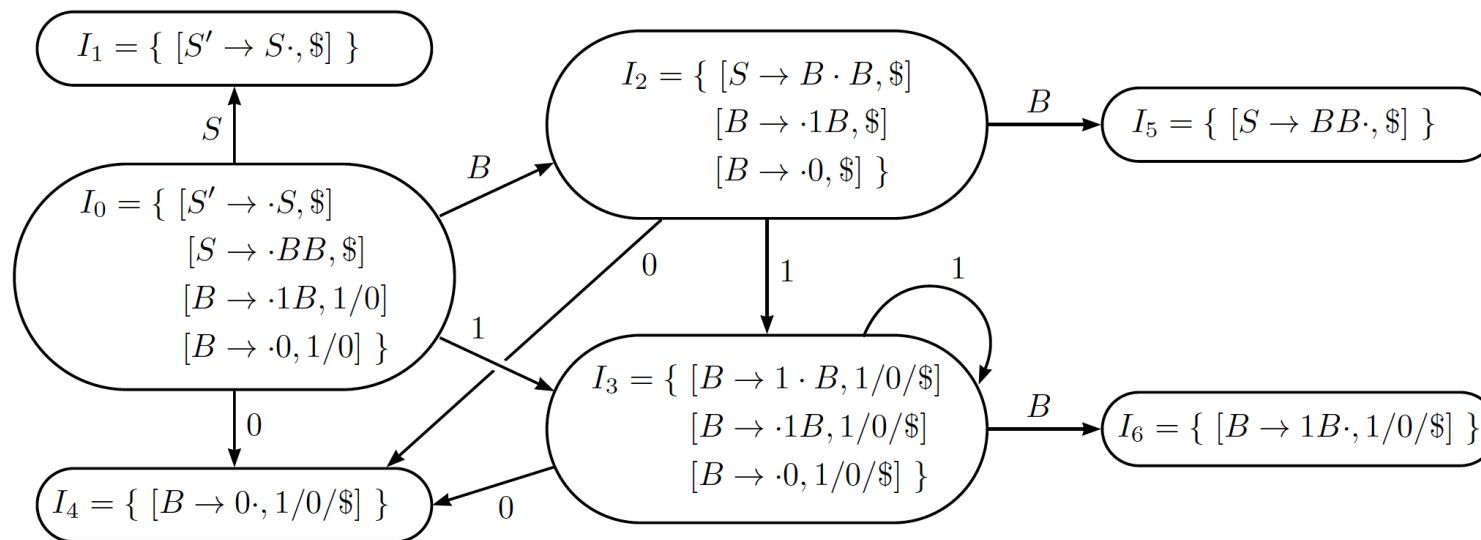 I₁ = { [S′ → S·, $] }
S
I₀ = { [S′ → ·S, $]
[S → ·BB, $]
[B → ·1B, 1/0]
[B → ·0, 1/0] }
0
I₄ = { [B → 0·, 1/0/$] }
B
1
I₂ = { [S → B · B, $]
[B → ·1B, $]
[B → ·0, $] }
0
1
1
I₃ = { [B → 1 · B, 1/0/$]
[B → ·1B, 1/0/$]
[B → ·0, 1/0/$] }
0
B
I₅ = { [S → BB·, $] }
B
I₆ = { [B → 1B·, 1/0/$] }